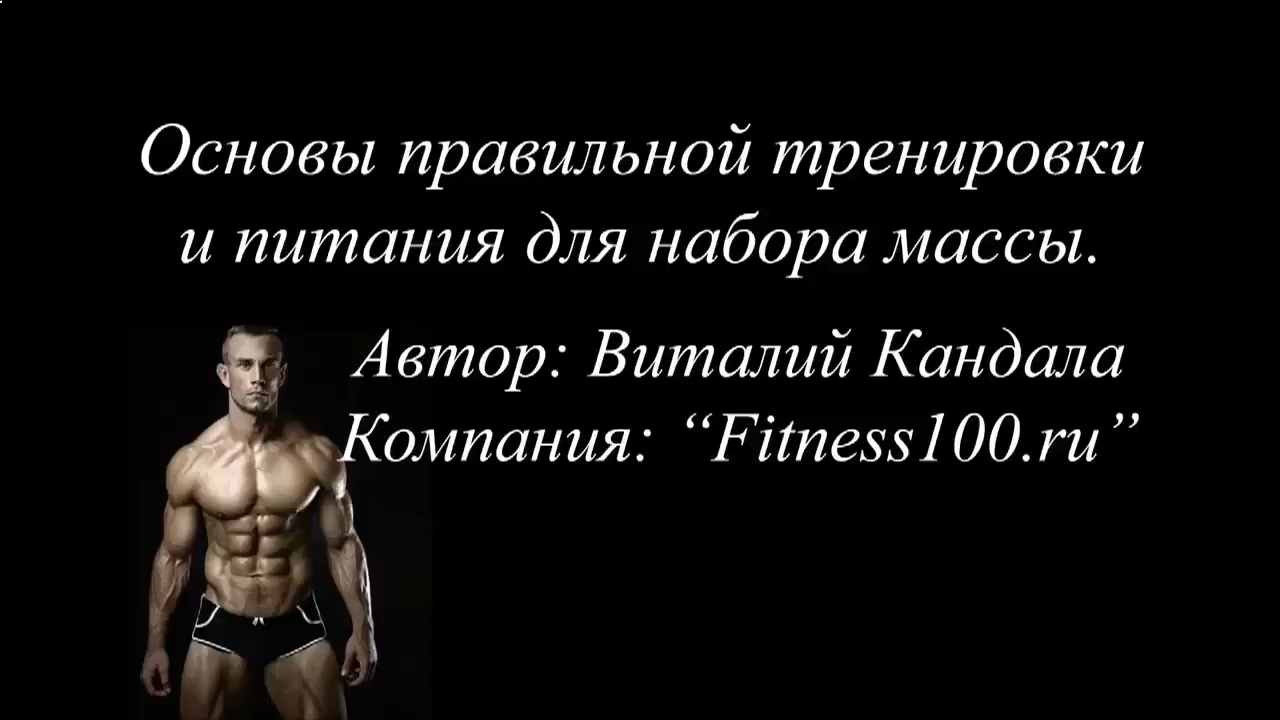 Основы правильной тренировки
и питания для набора массы.
Автор: Виталий Кандала
Компания: “Fitness100.ru”